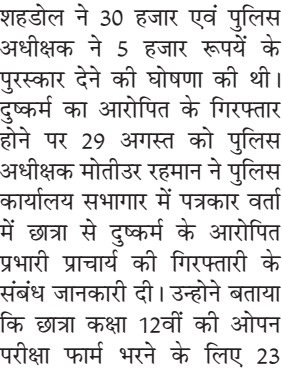 शहडोल ने 30 हजार एवं पुलिस
अधीक्षक ने 5 हजार रूपयें के
पुरस्कार देने की घोषणा की थी।
दुष्कर्म का आरोपित के गिरफ्तार
होने पर 29 अगस्त को पुलिस
अधीक्षक मोतीउर रहमान ने पुलिस
कार्यालय सभागार में पत्रकार वर्ता
में छात्रा से दुष्कर्म के आरोपित
प्रभारी प्राचार्य की गिरफ्तारी के
संबंध जानकारी दी। उन्होने बताया
कि छात्रा कक्षा 12वीं की ओपन
परीक्षा फार्म भरने के लिए 23